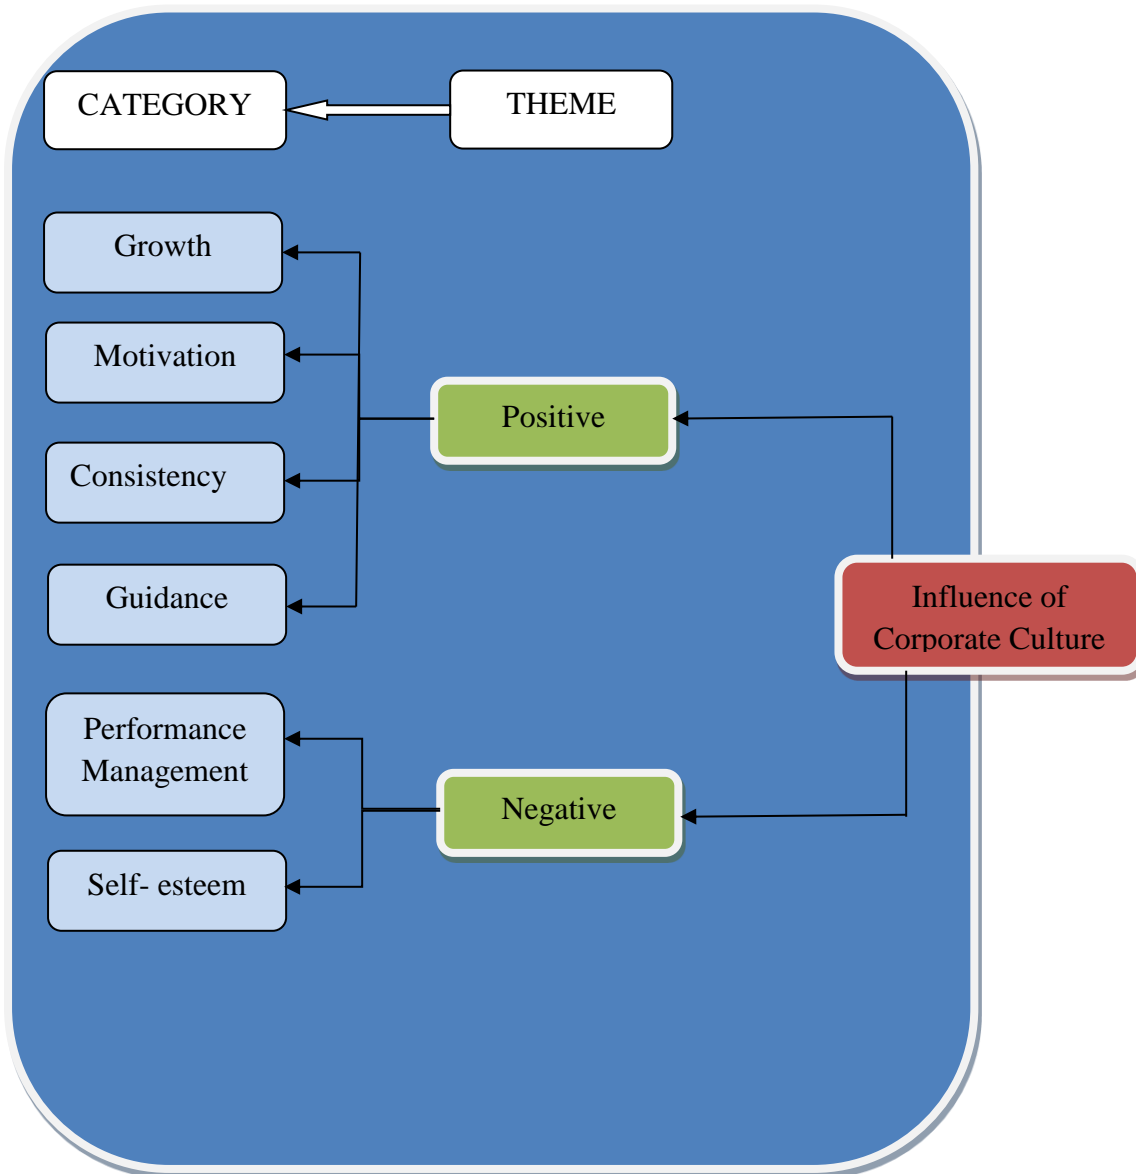 CATEGORY
THEME
Growth
Motivation
Positive
Consistency
Guidance
Influence of
Corporate Culture
Performance
Management
Negative
Self- esteem